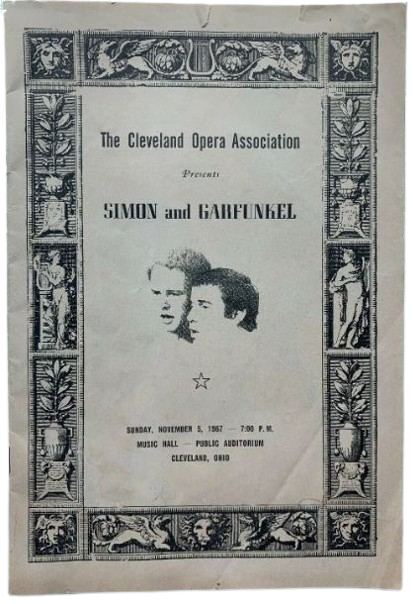 The Cleveland Opera Association
Presents
SIMON and GARFUNKEL
SUNDAY, NOVEMBER 5, 1967 — 7:00 P. M.
MUSIC HALL — PUBLIC AUDITORIUM
CLEVELAND, OHIO